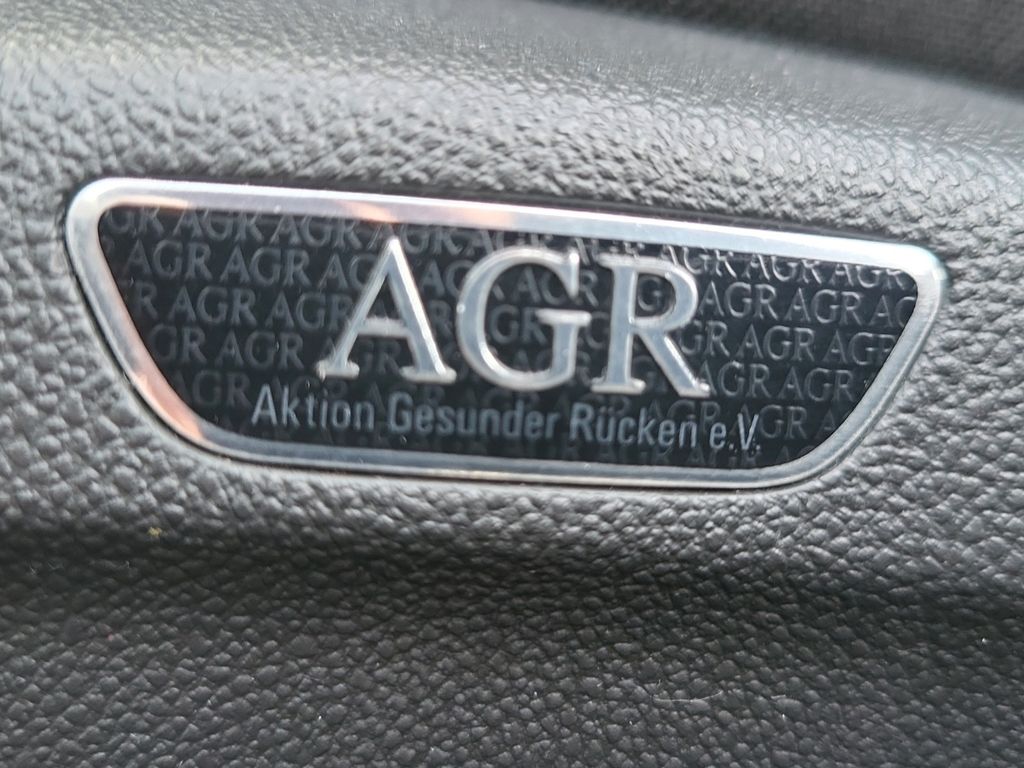 AGR
Aktion Gesunder Rücken e.V.